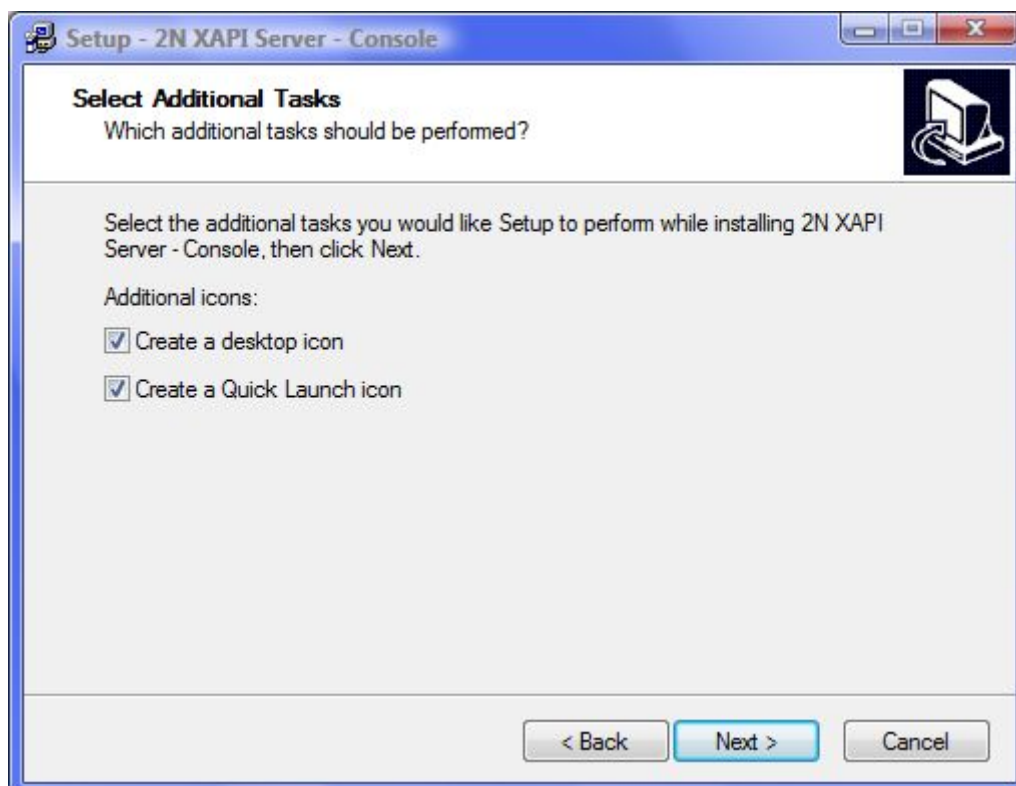 Setup - 2N XAPI Server - Console
Select Additional Tasks
Which additional tasks should be performed?
Select the additional tasks you would like Setup to perform while installing 2N XAPI
Server - Console, then click Next.
Additional icons:
Create a desktop icon
Create a Quick Launch icon
< Back
Next >
Cancel